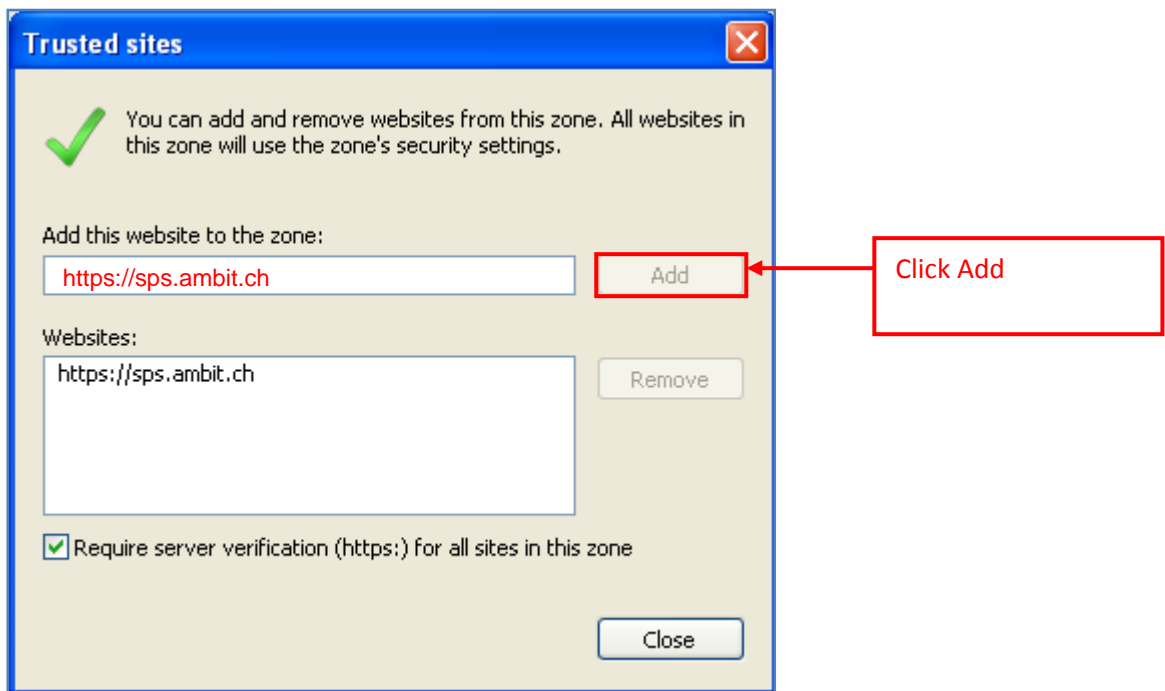 Trusted sites
You can add and remove websites from this zone. All websites in
this zone will use the zone's security settings.
Add this website to the zone:
https://sps.ambit.ch
Add
Click Add
Websites:
https://sps.ambit.ch
Remove
Require server verification (https:) for all sites in this zone
Close